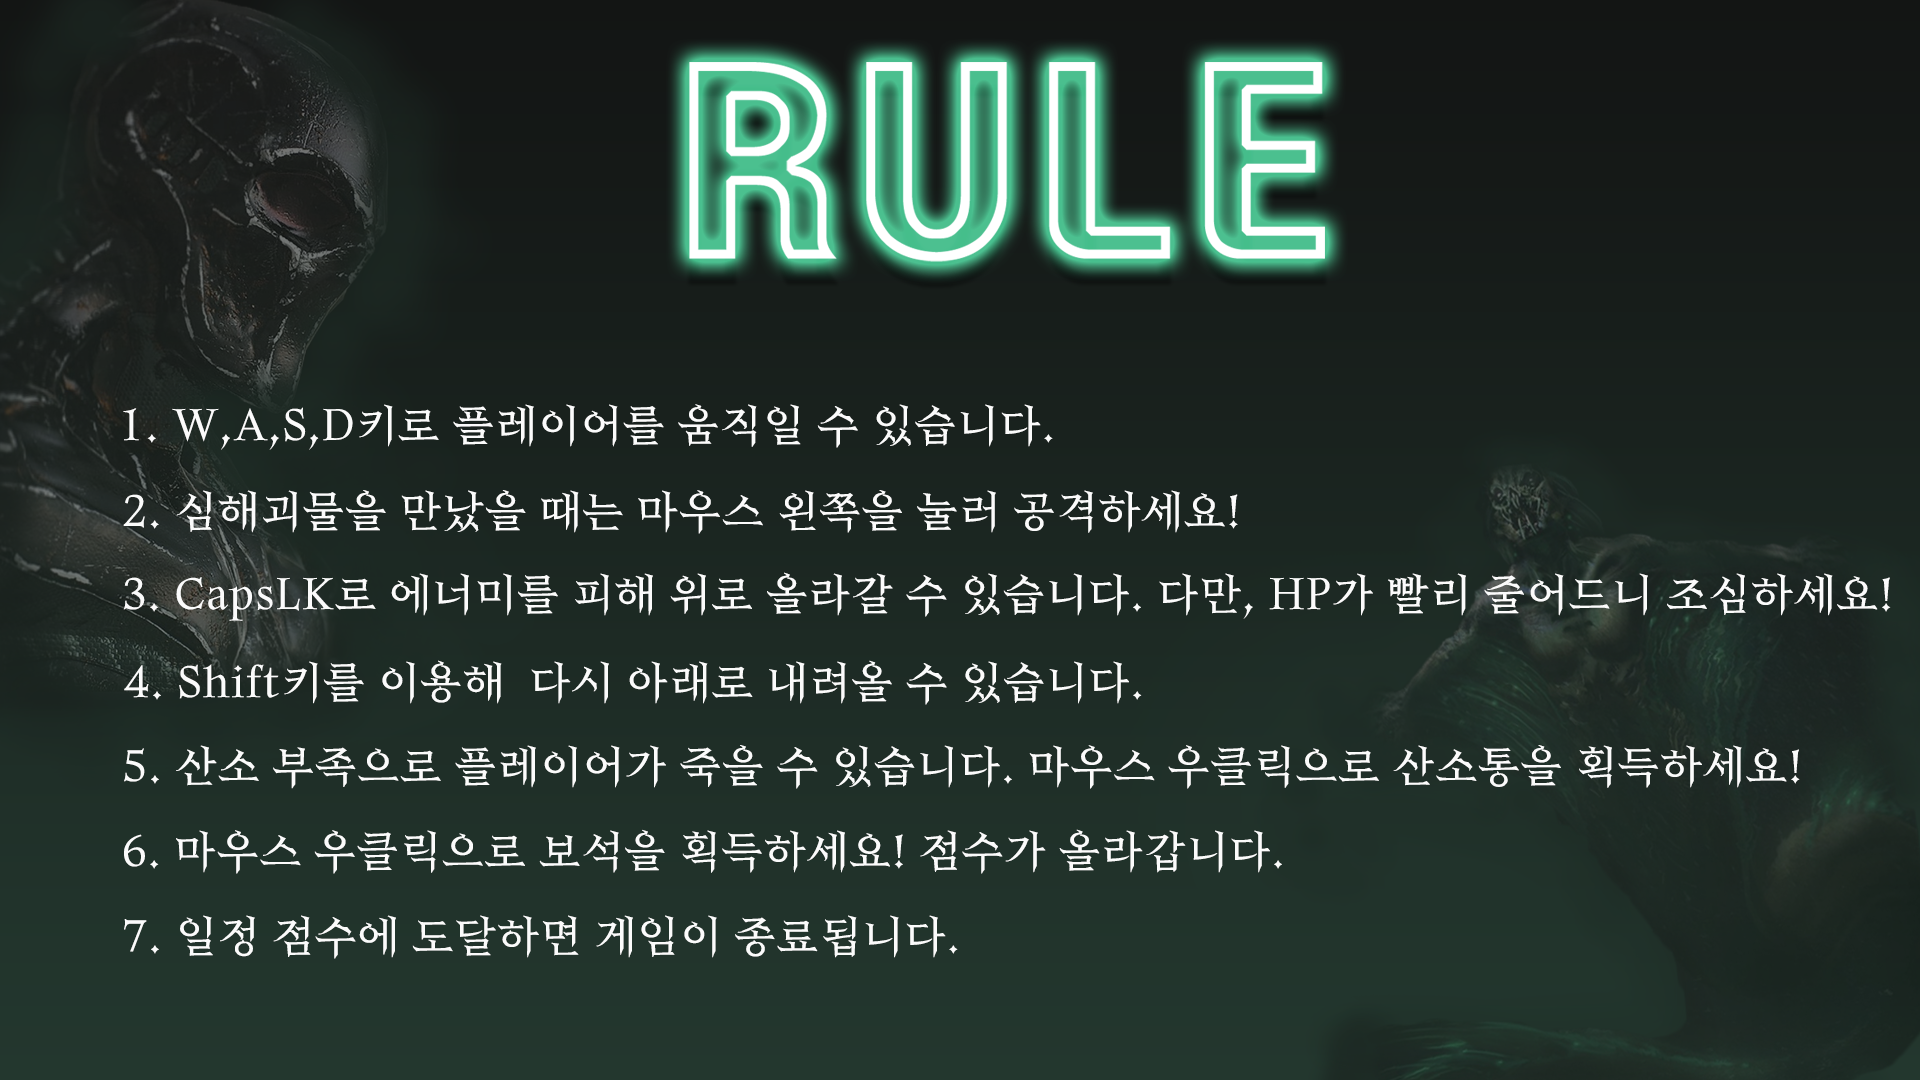 RULE
1. W,A,S,D키로 플레이어를 움직일 수 있습니다.
2. 심해괴물을 만났을 때는 마우스 왼쪽을 눌러 공격하세요!
3. CapsLK로 에너미를 피해 위로 올라갈 수 있습니다. 다만, HP가 빨리 줄어드니 조심하세요!
4. Shift키를 이용해 다시 아래로 내려올 수 있습니다.
5. 산소 부족으로 플레이어가 죽을 수 있습니다. 마우스 우클릭으로 산소통을 획득하세요!
6. 마우스 우클릭으로 보석을 획득하세요! 점수가 올라갑니다.
7. 일정 점수에 도달하면 게임이 종료됩니다.